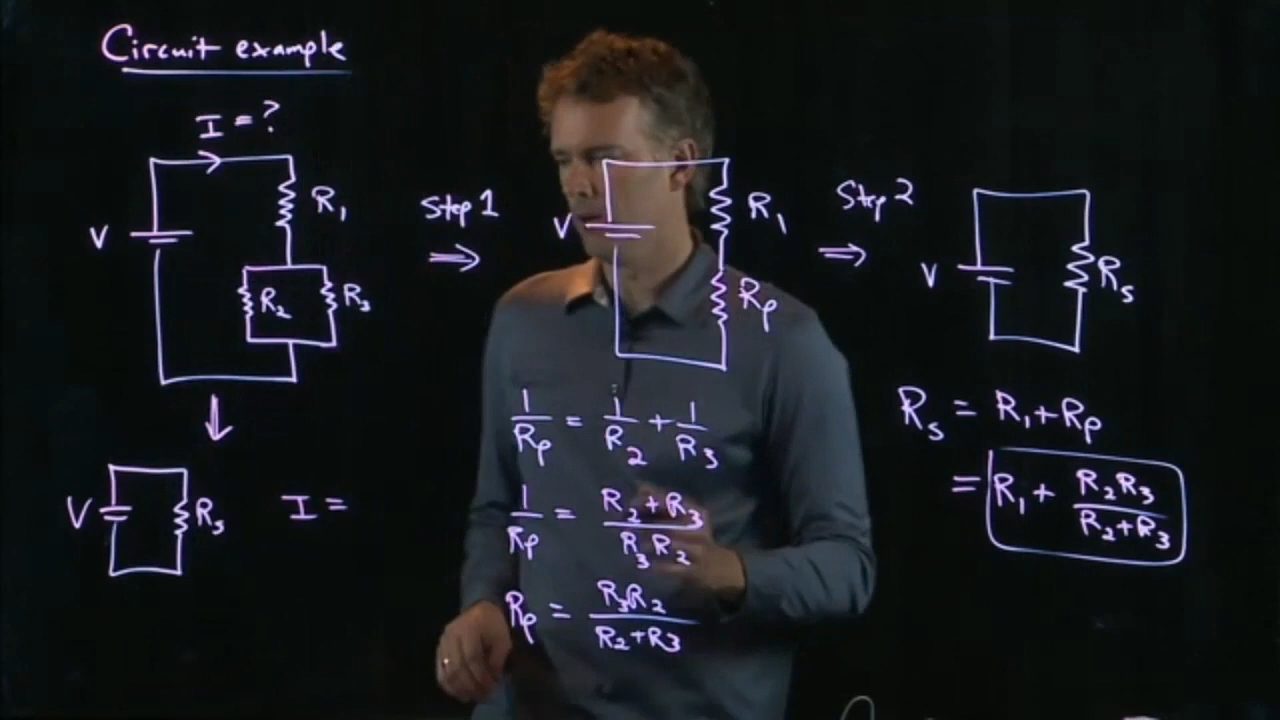 Circuit example
I = ?
V
R₁
R₂
R₃
Step 1
⇒
V
R₁
Rₚ
Step 2
⇒
V
Rₛ
1/Rₚ = 1/R₂ + 1/R₃
1/Rₚ = (R₂ + R₃)/(R₃R₂)
Rₚ = R₃R₂/(R₂ + R₃)
Rₛ = R₁ + Rₚ
= R₁ + R₂R₃/(R₂ + R₃)
V
Rₛ
I =